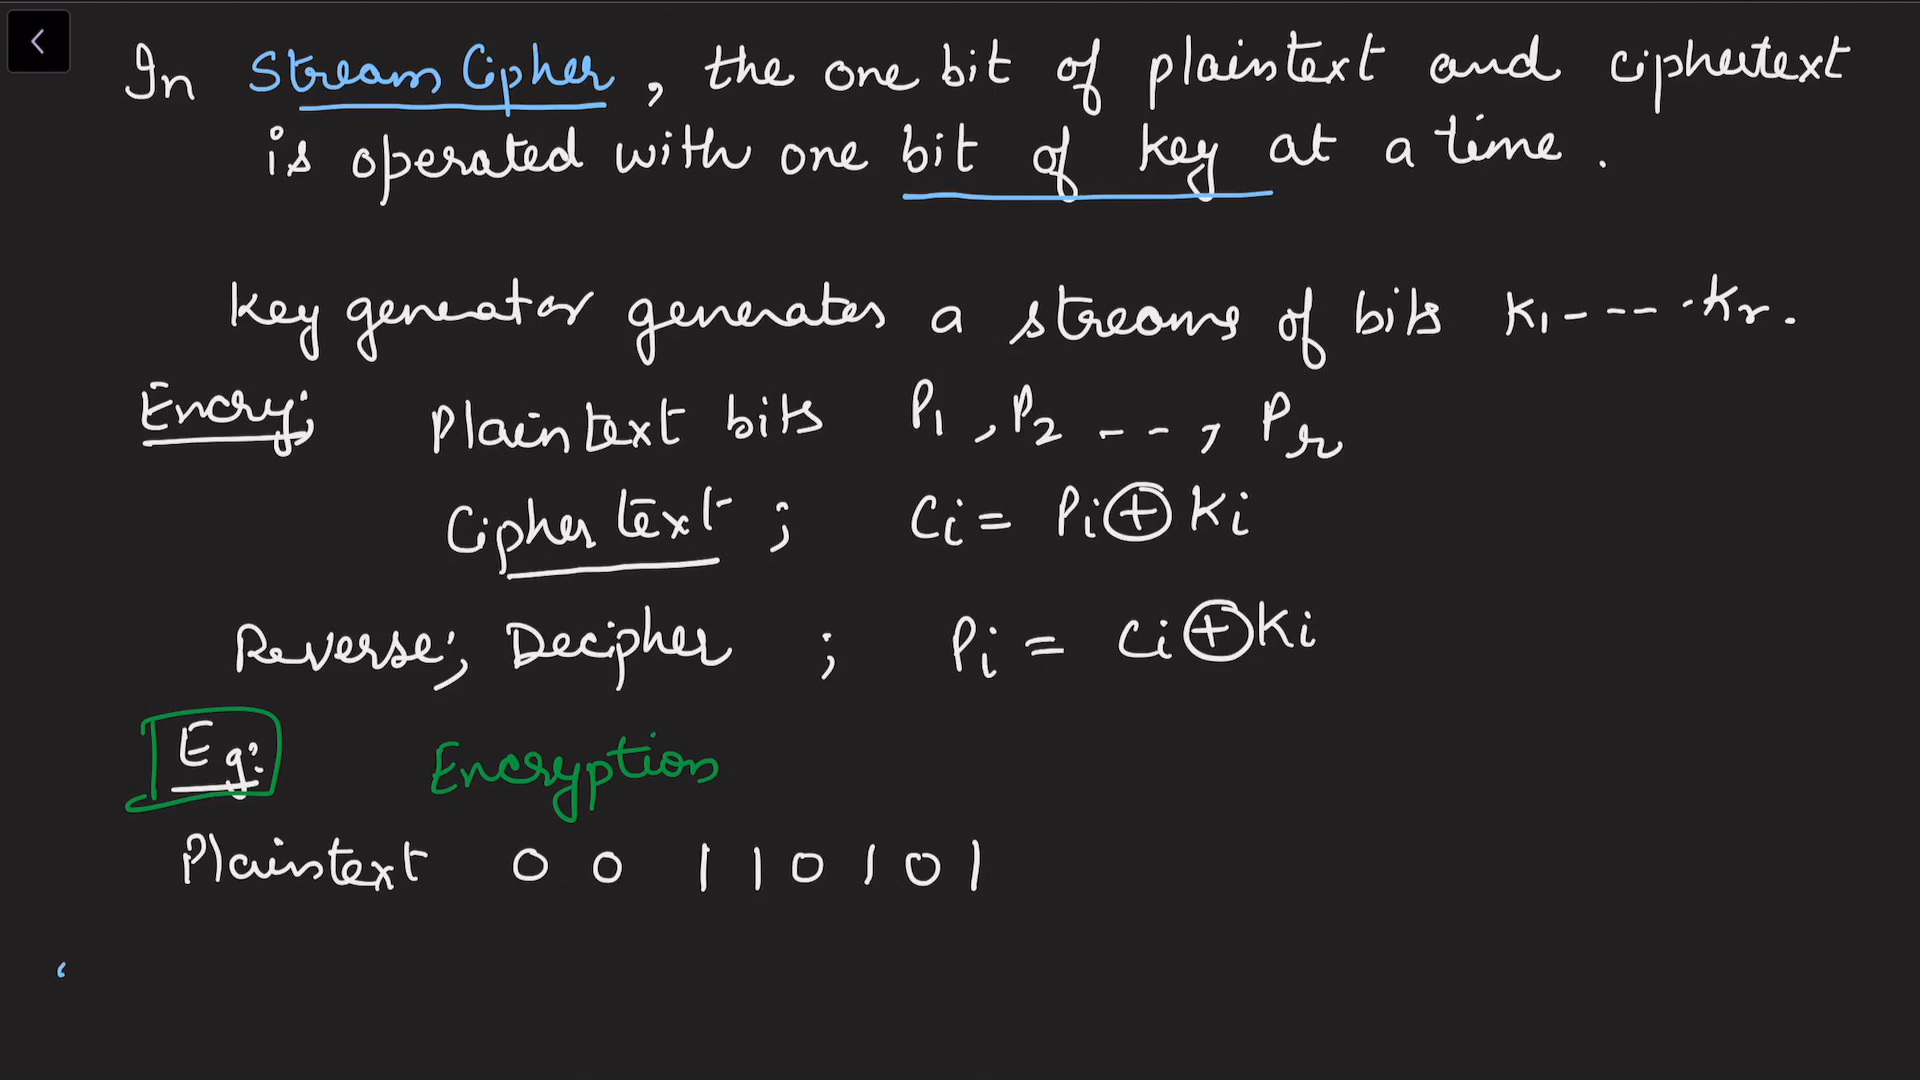 In Stream Cipher, the one bit of plaintext and ciphertext
is operated with one bit of key at a time.
Key generator generates a streams of bits K1---- .Kr.
Encry:, Plaintext bits P1, P2 --, Pr
Cipher text ; Ci = Pi⊕Ki
Reverse:, Decipher ; Pi = Ci⊕Ki
Eg: Encryption
Plaintext 0 0 1 1 0 1 0 1